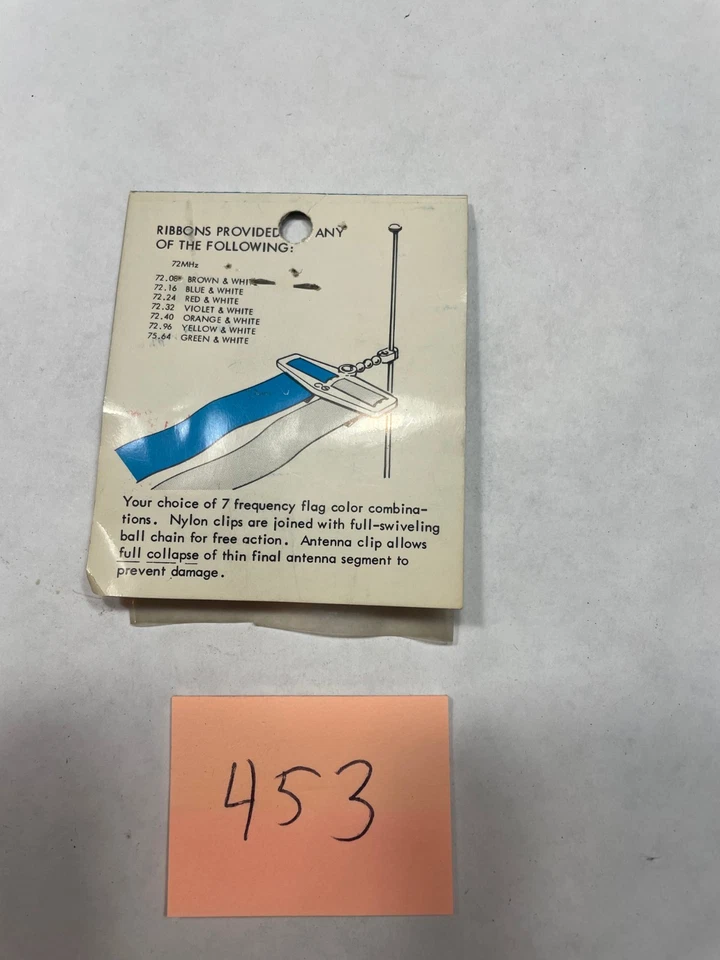 RIBBONS PROVIDED ANY
OF THE FOLLOWING:
72MHz
72.08 BROWN & WHITE
72.16 BLUE & WHITE
72.24 RED & WHITE
72.32 VIOLET & WHITE
72.40 ORANGE & WHITE
72.96 YELLOW & WHITE
75.64 GREEN & WHITE
Your choice of 7 frequency flag color combina-
tions. Nylon clips are joined with full-swiveling
ball chain for free action. Antenna clip allows
full collapse of thin final antenna segment to
prevent damage.
453